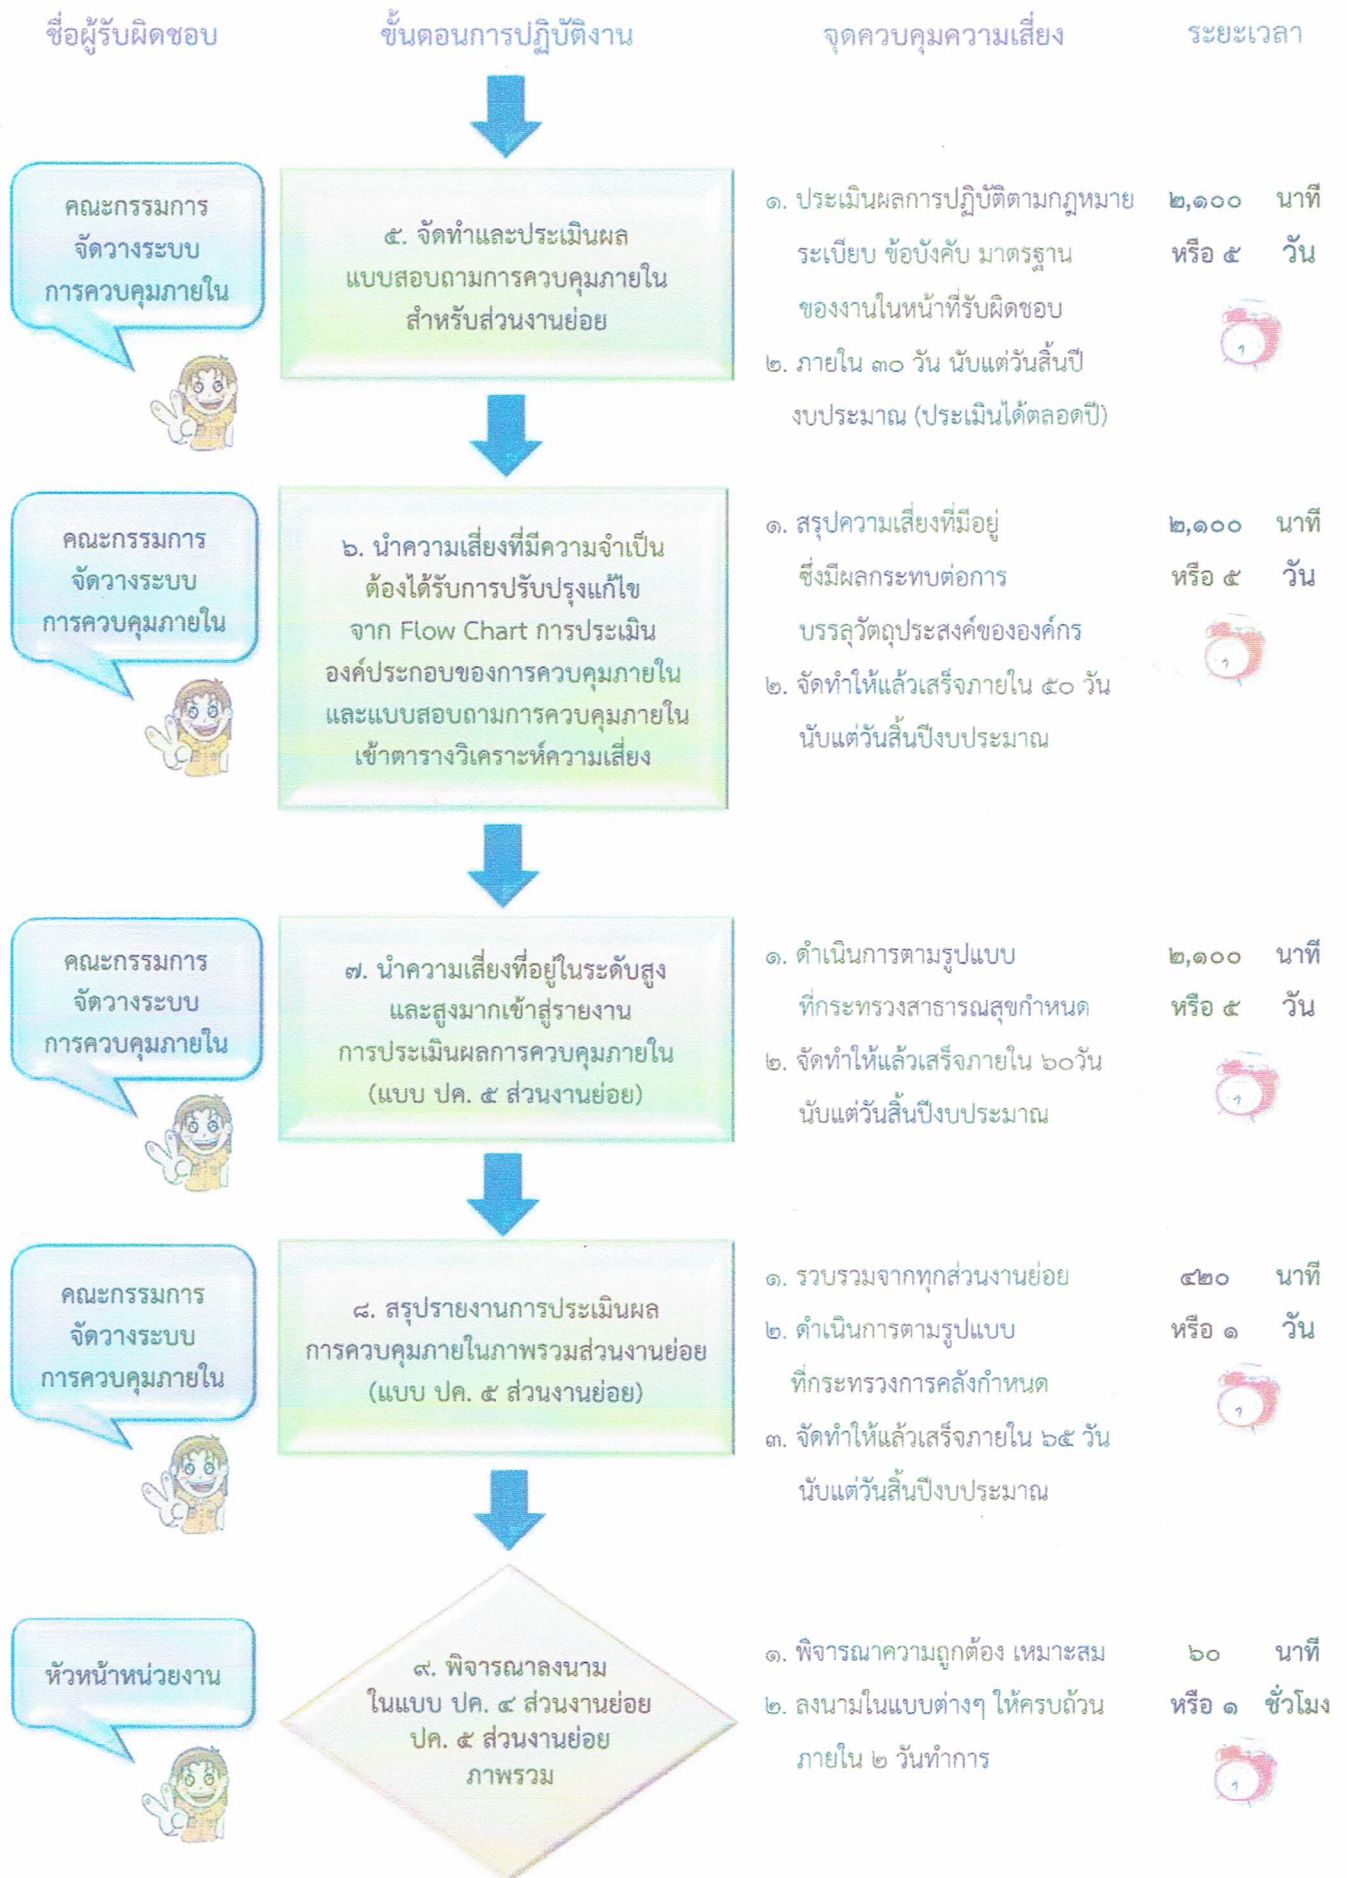 ชื่อผู้รับผิดชอบ ขั้นตอนการปฏิบัติงาน จุดควบคุมความเสี่ยง ระยะเวลา
คณะกรรมการ
จัดวางระบบ
การควบคุมภายใน
๕. จัดทำและประเมินผล
แบบสอบถามการควบคุมภายใน
สำหรับส่วนงานย่อย
๑. ประเมินผลการปฏิบัติตามกฎหมาย
ระเบียบ ข้อบังคับ มาตรฐาน
ของงานในหน้าที่รับผิดชอบ
๒. ภายใน ๓๐ วัน นับแต่วันสิ้นปี
งบประมาณ (ประเมินได้ตลอดปี)
๒,๑๐๐ นาที
หรือ ๕ วัน
คณะกรรมการ
จัดวางระบบ
การควบคุมภายใน
๖. นำความเสี่ยงที่มีความจำเป็น
ต้องได้รับการปรับปรุงแก้ไข
จาก Flow Chart การประเมิน
องค์ประกอบของการควบคุมภายใน
และแบบสอบถามการควบคุมภายใน
เข้าตารางวิเคราะห์ความเสี่ยง
๑. สรุปความเสี่ยงที่มีอยู่
ซึ่งมีผลกระทบต่อการ
บรรลุวัตถุประสงค์ขององค์กร
๒. จัดทำให้แล้วเสร็จภายใน ๕๐ วัน
นับแต่วันสิ้นปีงบประมาณ
๒,๑๐๐ นาที
หรือ ๕ วัน
คณะกรรมการ
จัดวางระบบ
การควบคุมภายใน
๗. นำความเสี่ยงที่อยู่ในระดับสูง
และสูงมากเข้าสู่รายงาน
การประเมินผลการควบคุมภายใน
(แบบ ปค. ๕ ส่วนงานย่อย)
๑. ดำเนินการตามรูปแบบ
ที่กระทรวงสาธารณสุขกำหนด
๒. จัดทำให้แล้วเสร็จภายใน ๖๐วัน
นับแต่วันสิ้นปีงบประมาณ
๒,๑๐๐ นาที
หรือ ๕ วัน
คณะกรรมการ
จัดวางระบบ
การควบคุมภายใน
๘. สรุปรายงานการประเมินผล
การควบคุมภายในภาพรวมส่วนงานย่อย
(แบบ ปค. ๕ ส่วนงานย่อย)
๑. รวบรวมจากทุกส่วนงานย่อย
๒. ดำเนินการตามรูปแบบ
ที่กระทรวงการคลังกำหนด
๓. จัดทำให้แล้วเสร็จภายใน ๖๕ วัน
นับแต่วันสิ้นปีงบประมาณ
๔๒๐ นาที
หรือ ๑ วัน
หัวหน้าหน่วยงาน
๙. พิจารณาลงนาม
ในแบบ ปค. ๔ ส่วนงานย่อย
ปค. ๕ ส่วนงานย่อย
ภาพรวม
๑. พิจารณาความถูกต้อง เหมาะสม
๒. ลงนามในแบบต่างๆ ให้ครบถ้วน
ภายใน ๒ วันทำการ
๖๐ นาที
หรือ ๑ ชั่วโมง